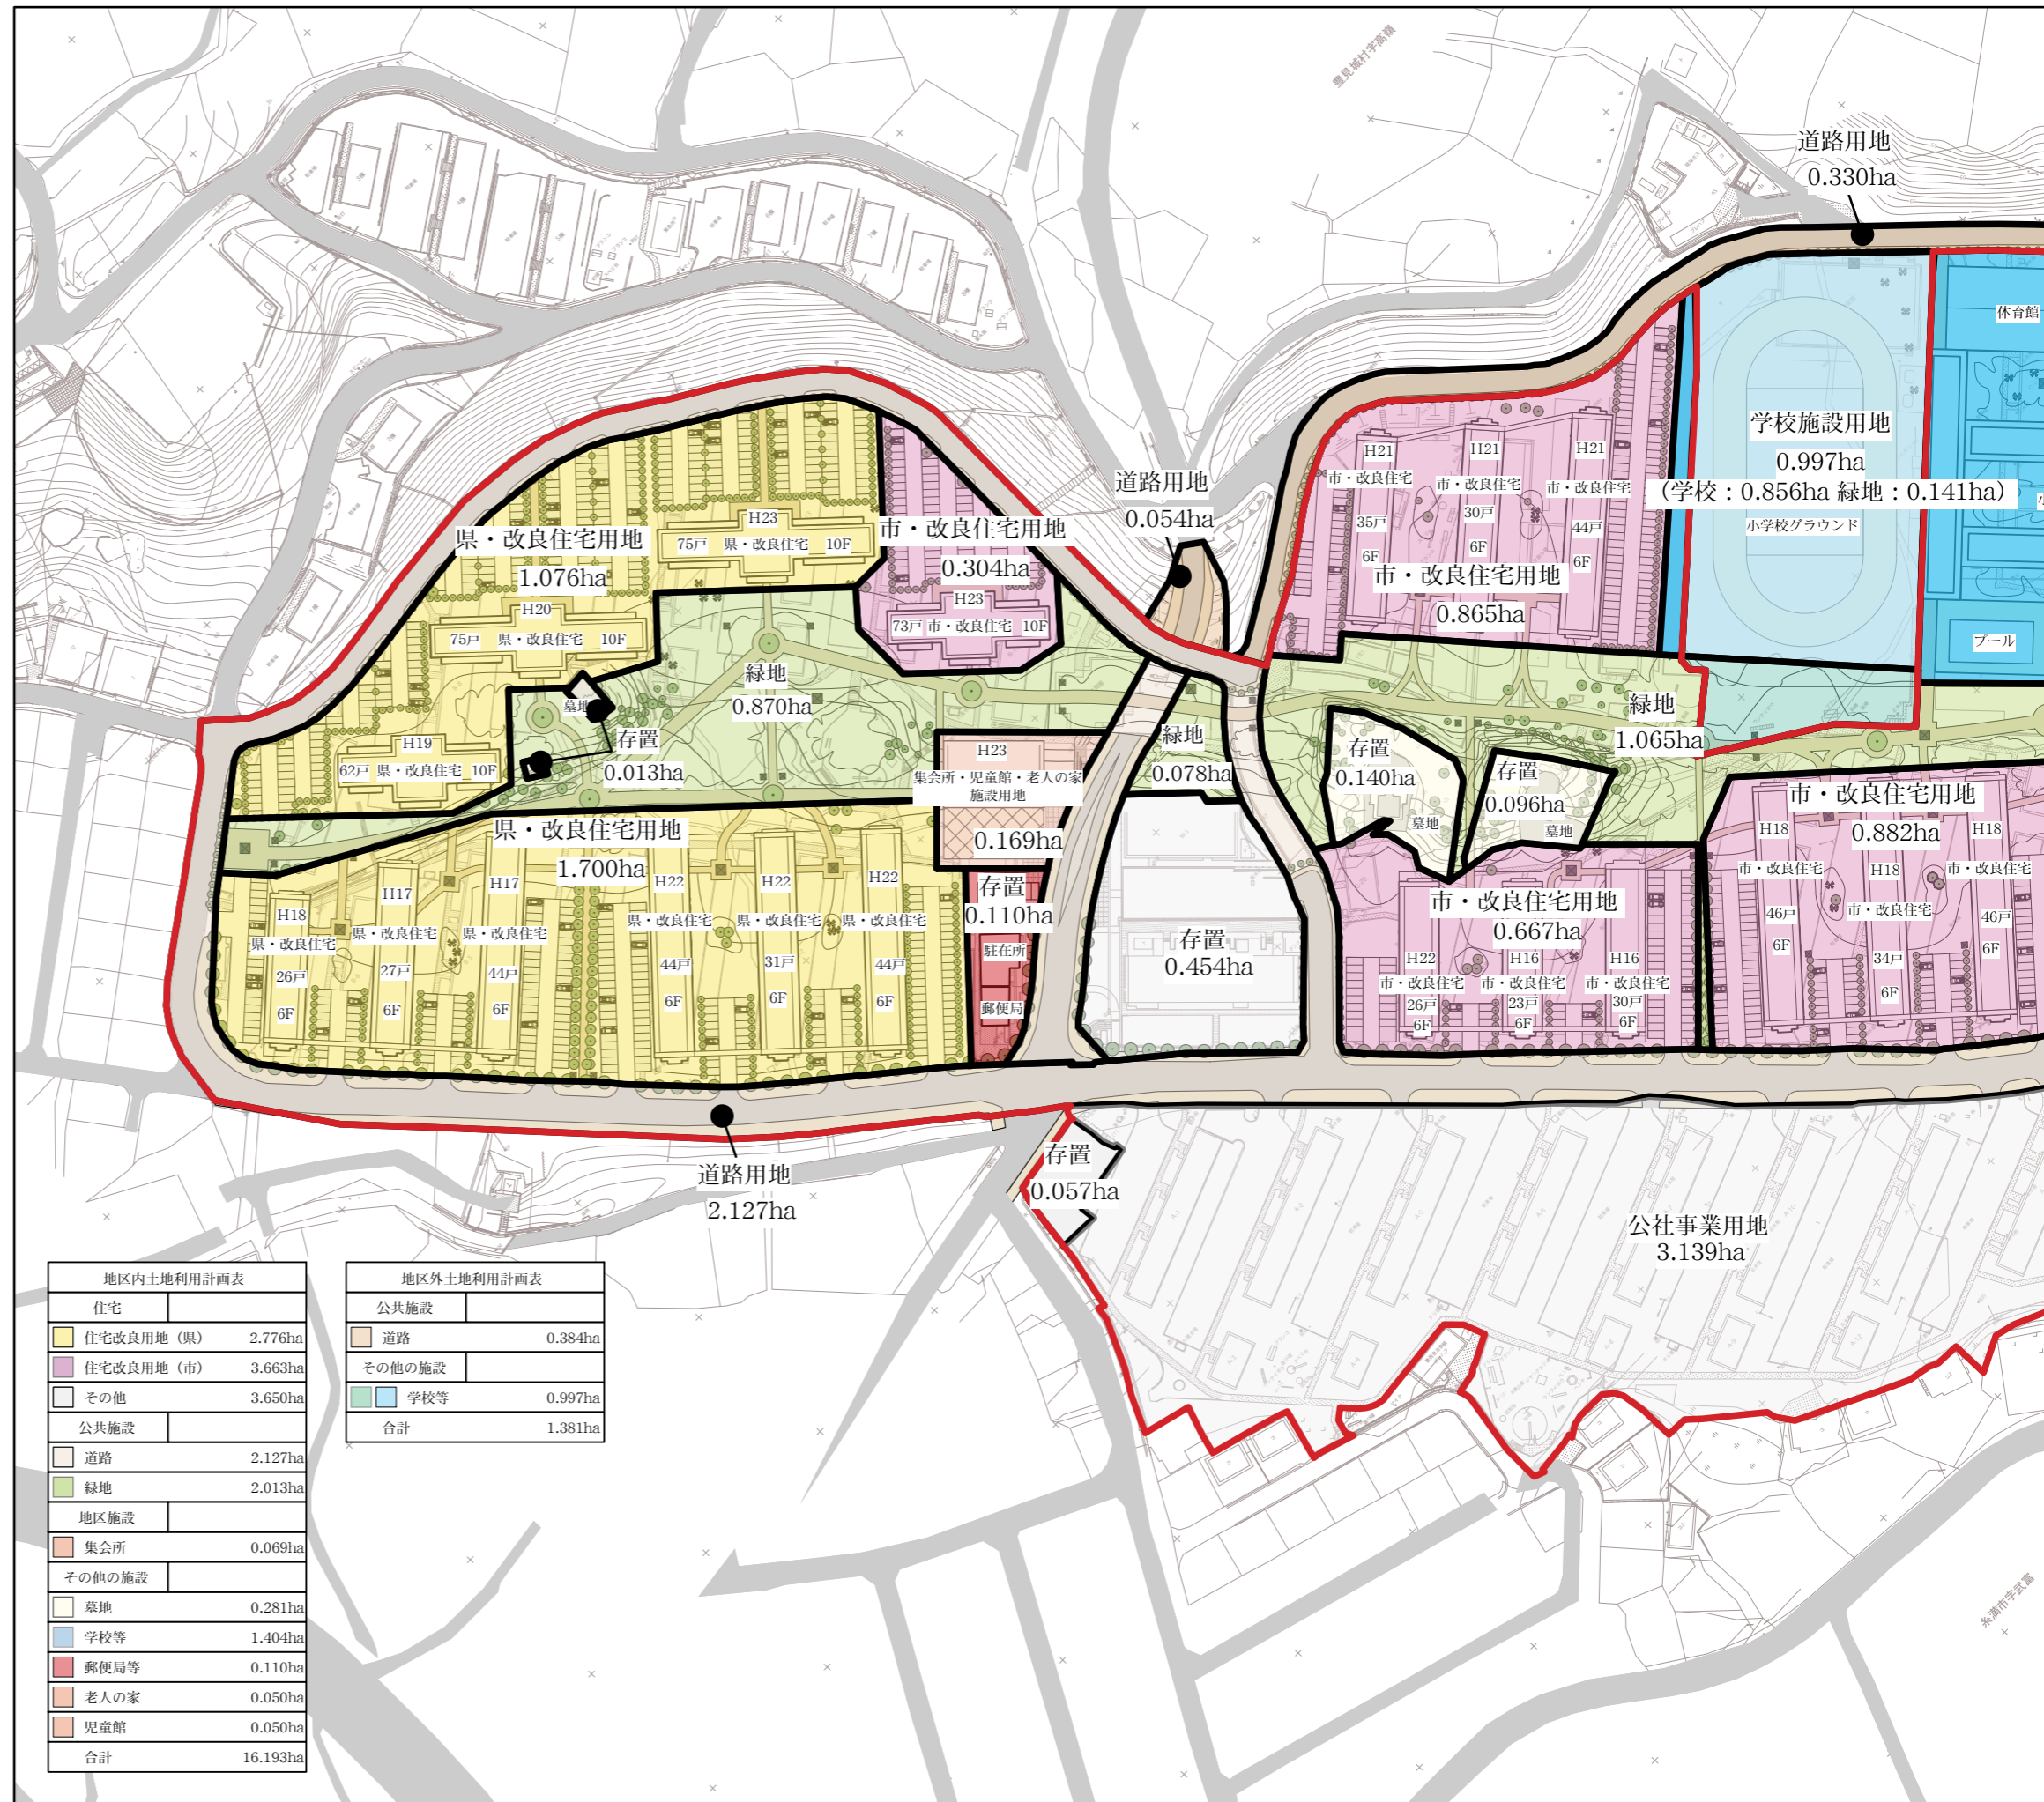 豊見城村字高嶺
道路用地
0.330ha
体育館
学校施設用地
0.997ha
（学校：0.856ha 緑地：0.141ha）
小学校グラウンド
プール
道路用地
0.054ha
H21
市・改良住宅
35戸
6F
H21
市・改良住宅
30戸
6F
H21
市・改良住宅
44戸
6F
市・改良住宅用地
0.865ha
県・改良住宅用地
1.076ha
H23
75戸 県・改良住宅 10F
H20
75戸 県・改良住宅 10F
H19
62戸 県・改良住宅 10F
市・改良住宅用地
0.304ha
H23
73戸 市・改良住宅 10F
緑地
0.870ha
墓地
存置
0.013ha
H23
集会所・児童館・老人の家
施設用地
0.169ha
緑地
0.078ha
存置
0.140ha
墓地
存置
0.096ha
墓地
緑地
1.065ha
県・改良住宅用地
1.700ha
H18
県・改良住宅
26戸
6F
H17
県・改良住宅
27戸
6F
H17
県・改良住宅
44戸
6F
H22
県・改良住宅
44戸
6F
H22
県・改良住宅
31戸
6F
H22
県・改良住宅
44戸
6F
存置
0.110ha
駐在所
郵便局
存置
0.454ha
市・改良住宅用地
0.667ha
H22
市・改良住宅
26戸
6F
H16
市・改良住宅
23戸
6F
H16
市・改良住宅
30戸
6F
市・改良住宅用地
0.882ha
H18
市・改良住宅
46戸
6F
H18
市・改良住宅
34戸
6F
H18
市・改良住宅
46戸
6F
道路用地
2.127ha
存置
0.057ha
公社事業用地
3.139ha
糸満市字武富
地区内土地利用計画表
住宅
住宅改良用地（県） 2.776ha
住宅改良用地（市） 3.663ha
その他 3.650ha
公共施設
道路 2.127ha
緑地 2.013ha
地区施設
集会所 0.069ha
その他の施設
墓地 0.281ha
学校等 1.404ha
郵便局等 0.110ha
老人の家 0.050ha
児童館 0.050ha
合計 16.193ha
地区外土地利用計画表
公共施設
道路 0.384ha
その他の施設
学校等 0.997ha
合計 1.381ha